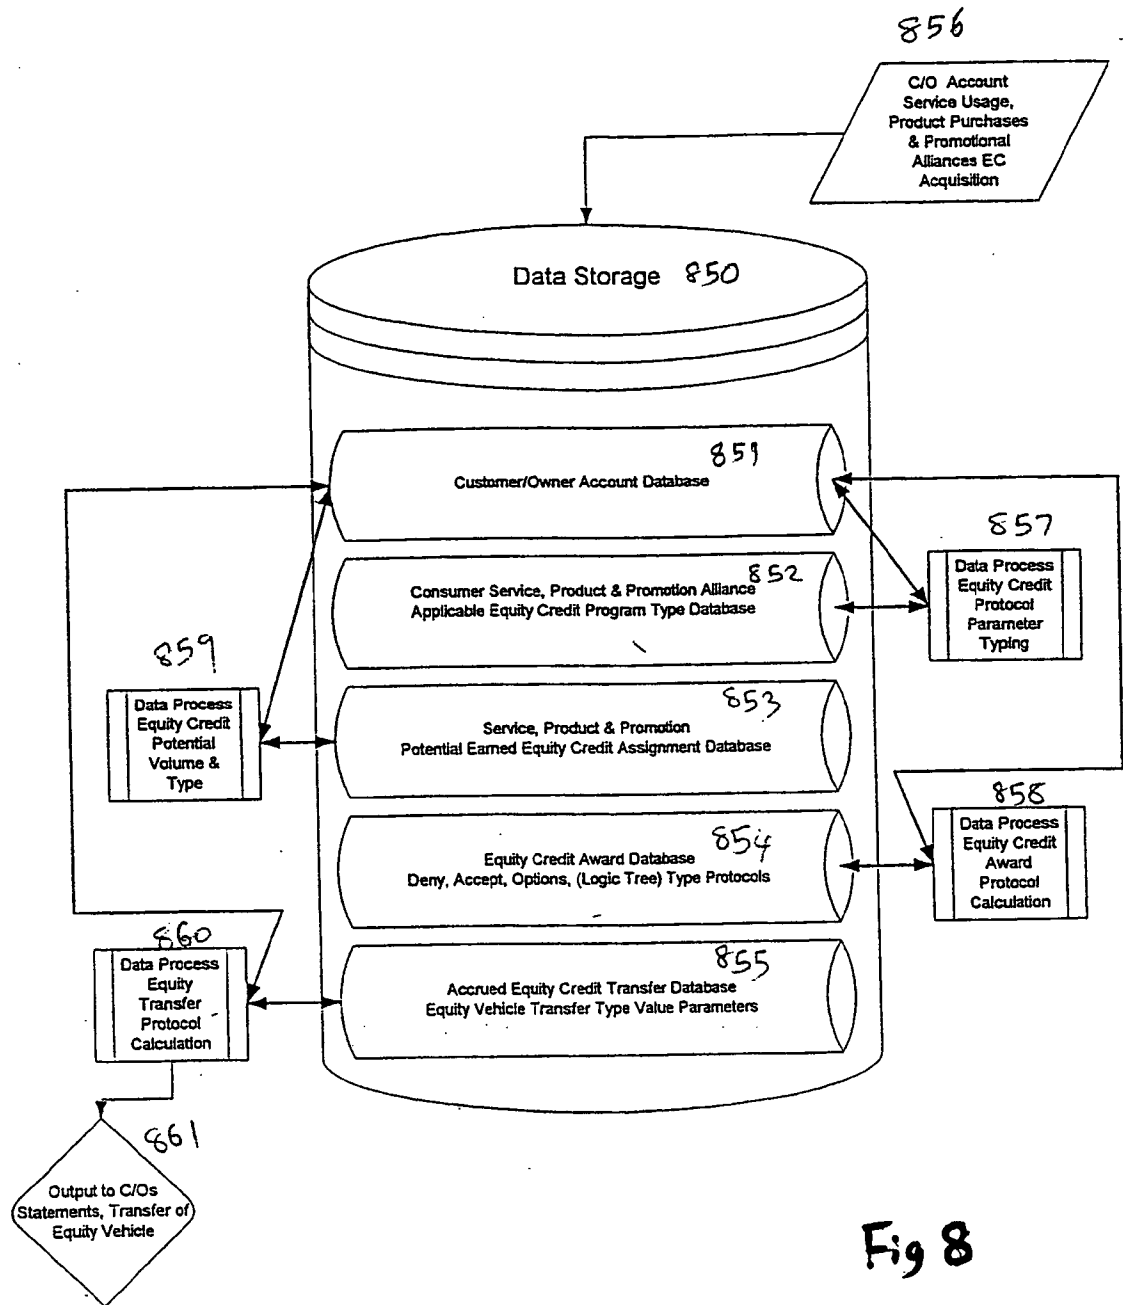 856
C/O Account
Service Usage,
Product Purchases
& Promotional
Alliances EC
Acquisition
Data Storage 850
851
Customer/Owner Account Database
857
Data Process
Equity Credit
Protocol
Parameter
Typing
852
Consumer Service, Product & Promotion Alliance
Applicable Equity Credit Program Type Database
859
Data Process
Equity Credit
Potential
Volume &
Type
853
Service, Product & Promotion
Potential Earned Equity Credit Assignment Database
858
Data Process
Equity Credit
Award
Protocol
Calculation
854
Equity Credit Award Database
Deny, Accept, Options, (Logic Tree) Type Protocols
860
Data Process
Equity
Transfer
Protocol
Calculation
855
Accrued Equity Credit Transfer Database
Equity Vehicle Transfer Type Value Parameters
861
Output to C/Os
Statements, Transfer of
Equity Vehicle
Fig 8